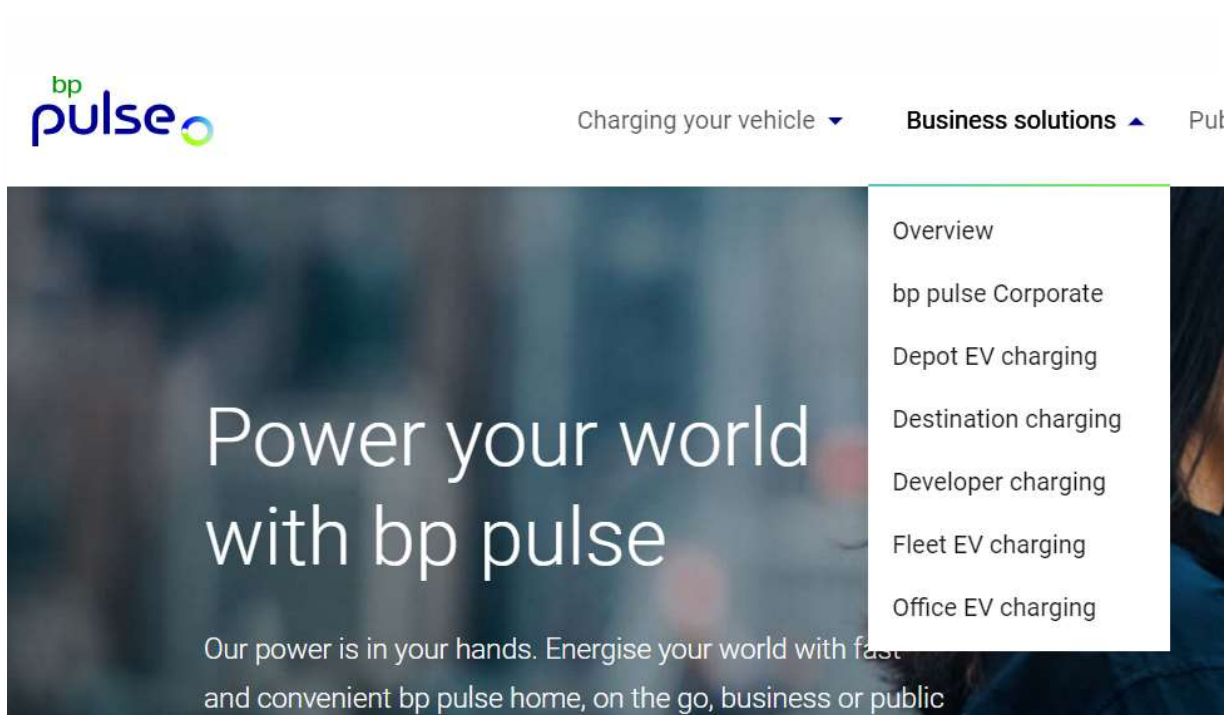 bp
pulse
Charging your vehicle
Business solutions
Overview
bp pulse Corporate
Depot EV charging
Destination charging
Developer charging
Fleet EV charging
Office EV charging
Power your world
with bp pulse
Our power is in your hands. Energise your world with fast
and convenient bp pulse home, on the go, business or public